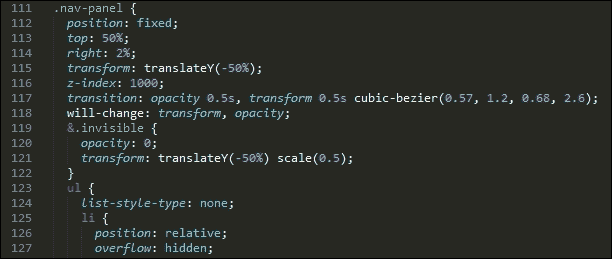 111 .nav-panel {
112 position: fixed;
113 top: 50%;
114 right: 2%;
115 transform: translateY(-50%);
116 z-index: 1000;
117 transition: opacity 0.5s, transform 0.5s cubic-bezier(0.57, 1.2, 0.68, 2.6);
118 will-change: transform, opacity;
119 &.invisible {
120 opacity: 0;
121 transform: translateY(-50%) scale(0.5);
122 }
123 ul {
124 list-style-type: none;
125 li {
126 position: relative;
127 overflow: hidden;